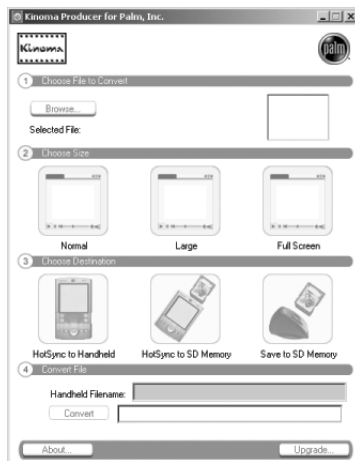 Kinoma Producer for Palm, Inc.
Kinoma
palm
1 Choose File to Convert
Browse...
Selected File:
2 Choose Size
Normal Large Full Screen
3 Choose Destination
HotSync to Handheld HotSync to SD Memory Save to SD Memory
4 Convert File
Handheld Filename:
Convert
About... Upgrade...